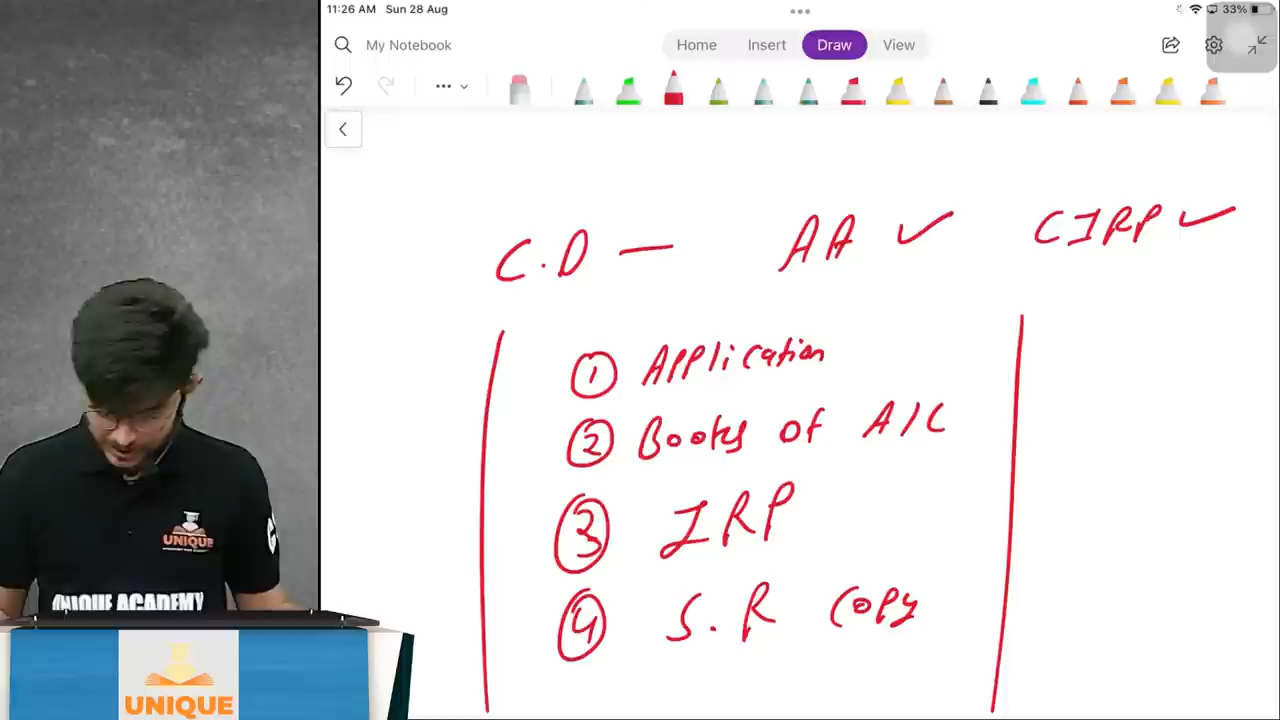 11:26 AM Sun 28 Aug
33%
My Notebook
Home Insert Draw View
C.D — AA ✓ CIRP ✓
① Application
② Books of A/C
③ IRP
④ S.R Copy
UNIQUE
UNIQUE ACADEMY
UNIQUE